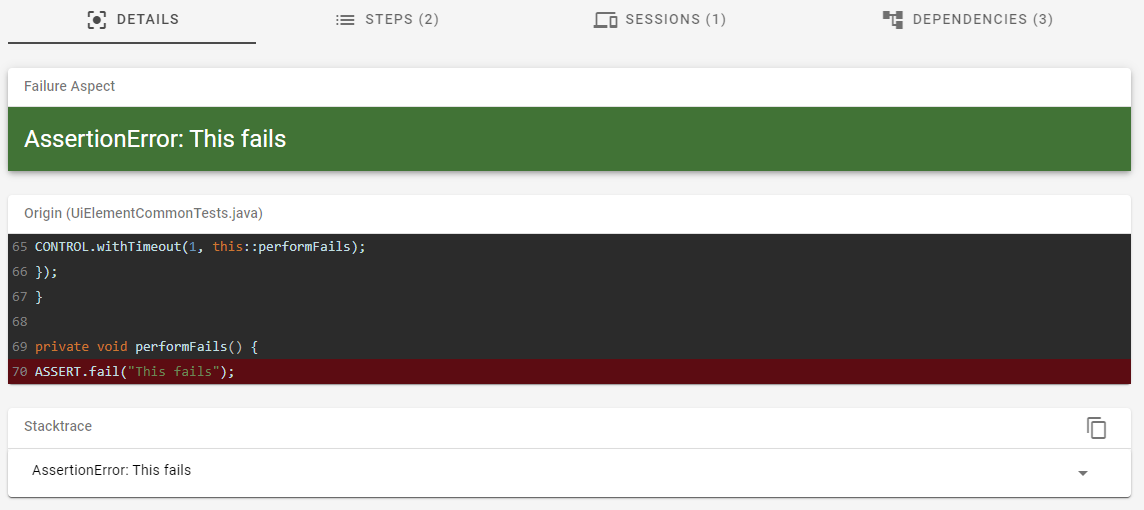 DETAILS STEPS (2) SESSIONS (1) DEPENDENCIES (3)
Failure Aspect
AssertionError: This fails
Origin (UiElementCommonTests.java)
65 CONTROL.withTimeout(1, this::performFails);
66 });
67 }
68
69 private void performFails() {
70 ASSERT.fail("This fails");
Stacktrace
AssertionError: This fails